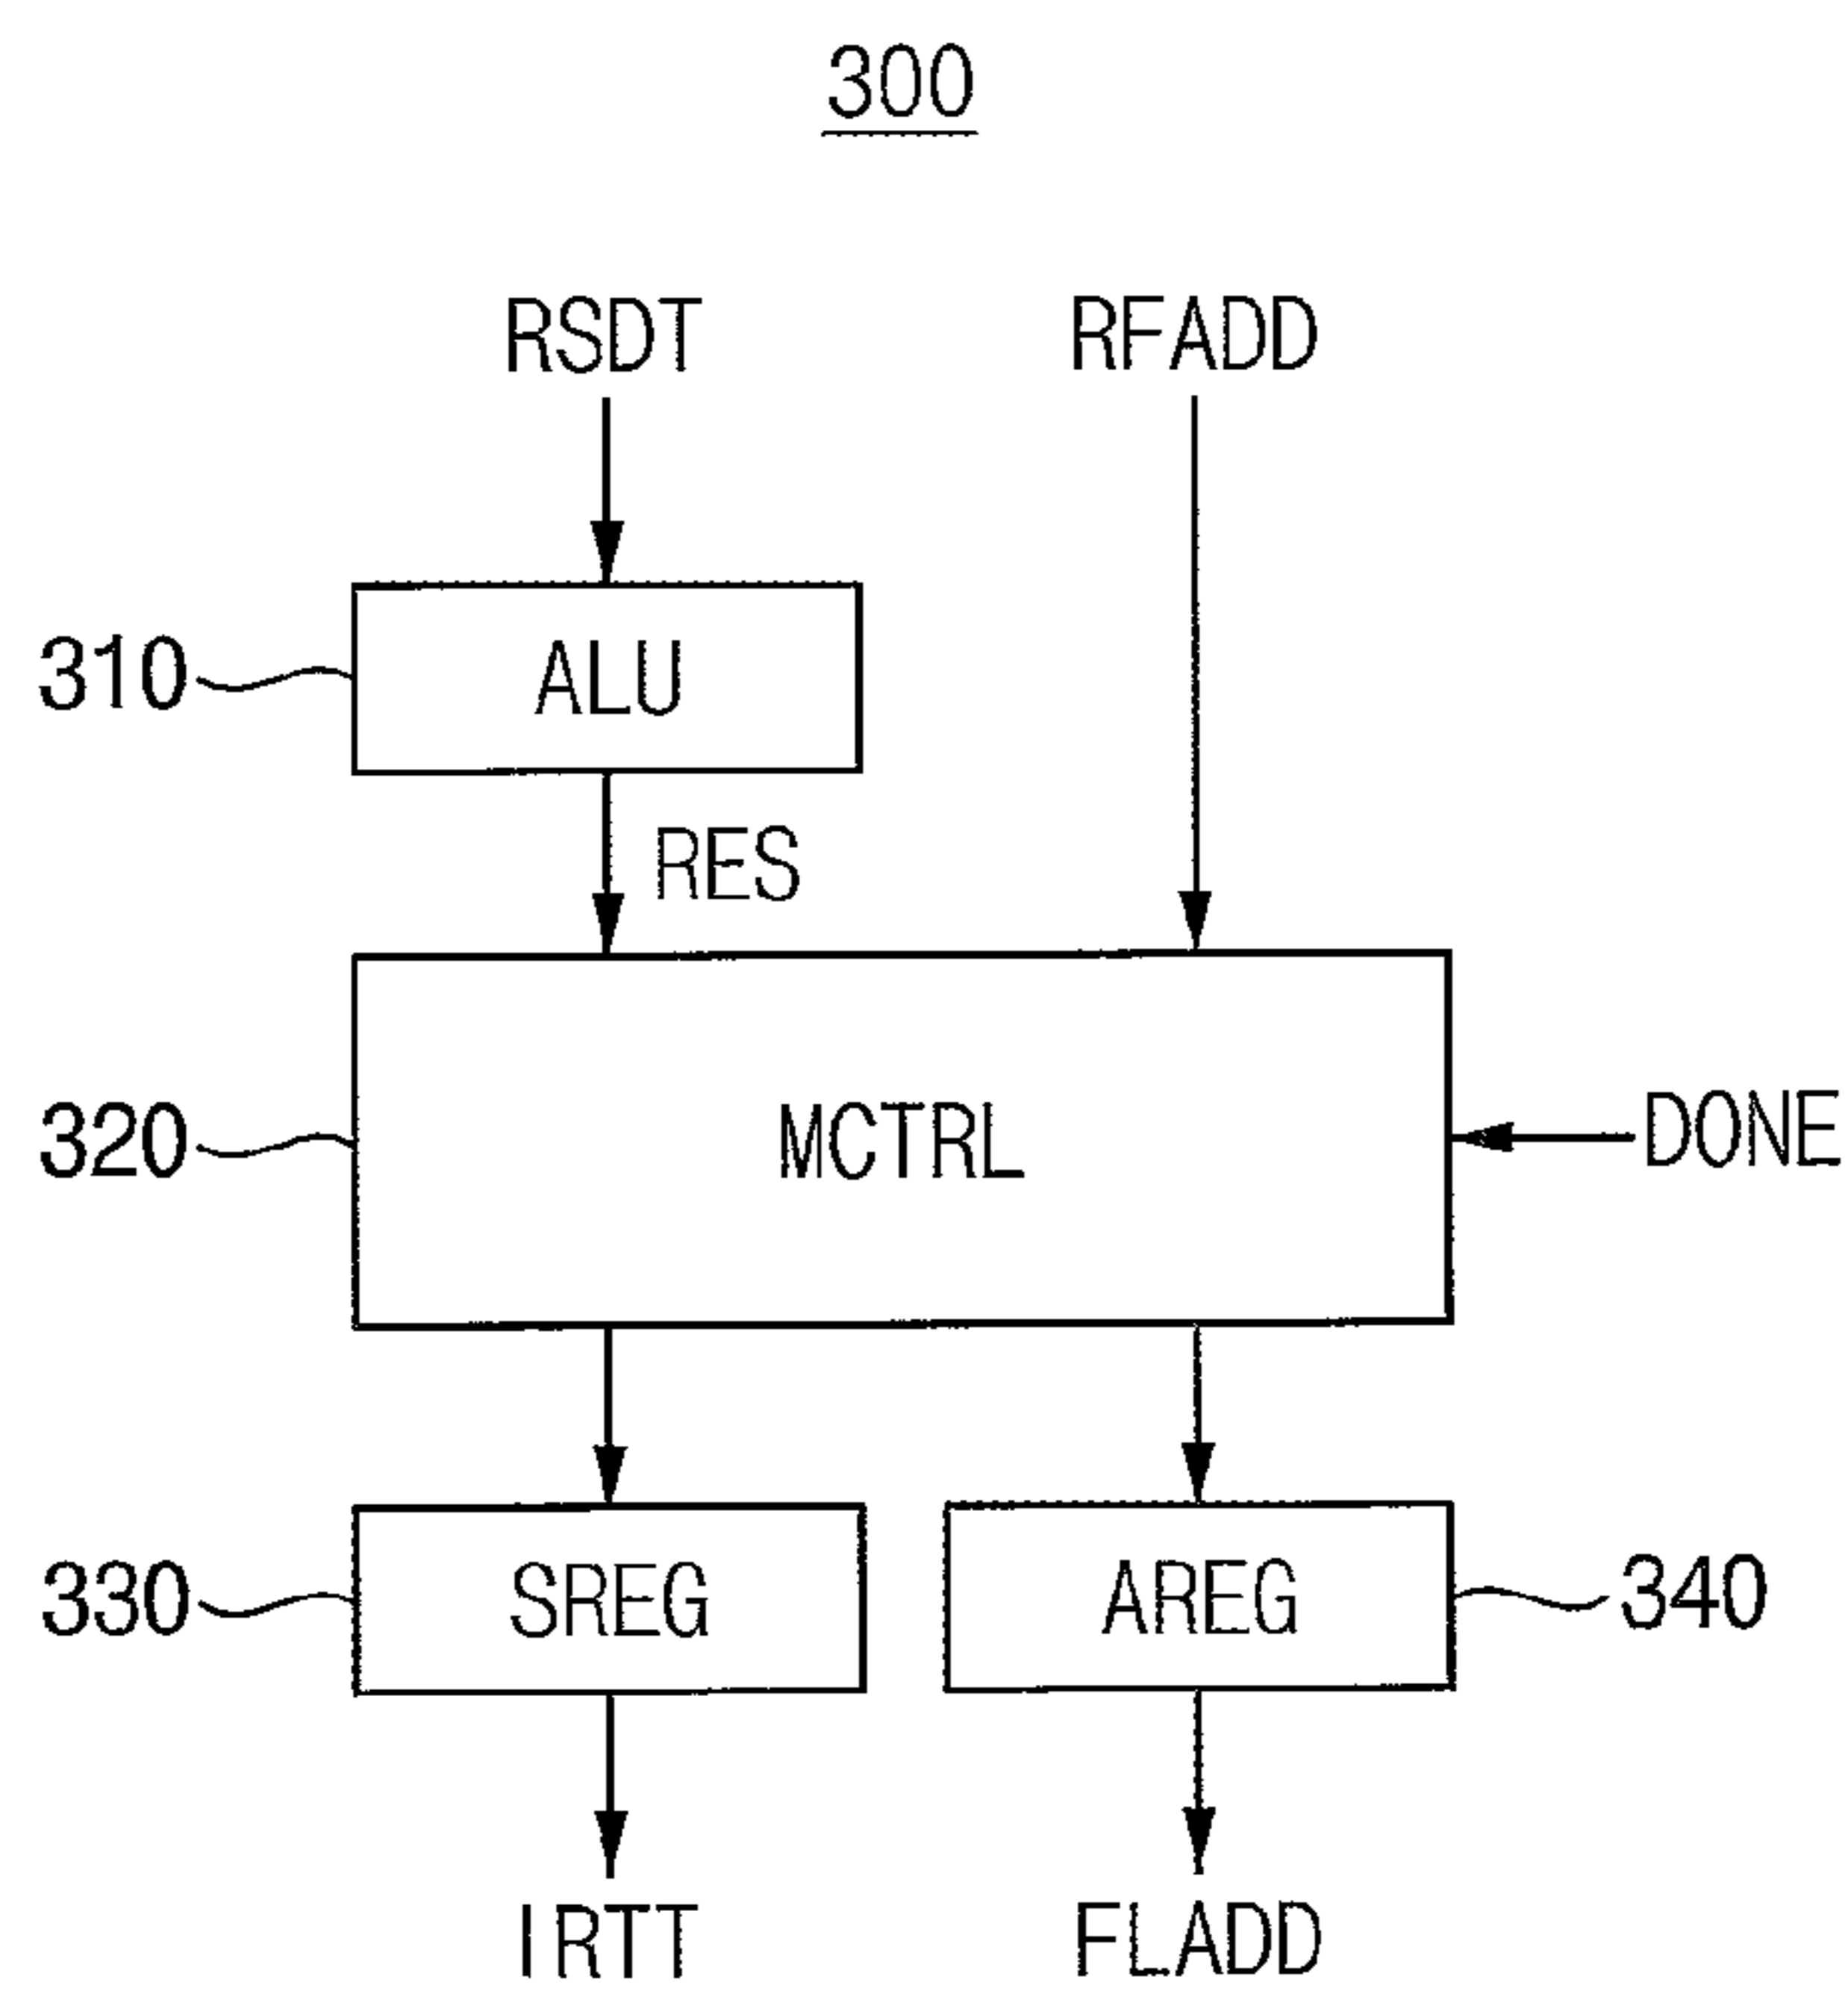 300
RSDT RFADD
310 ALU
RES
320 MCTRL DONE
330 SREG AREG 340
IRTT FLADD